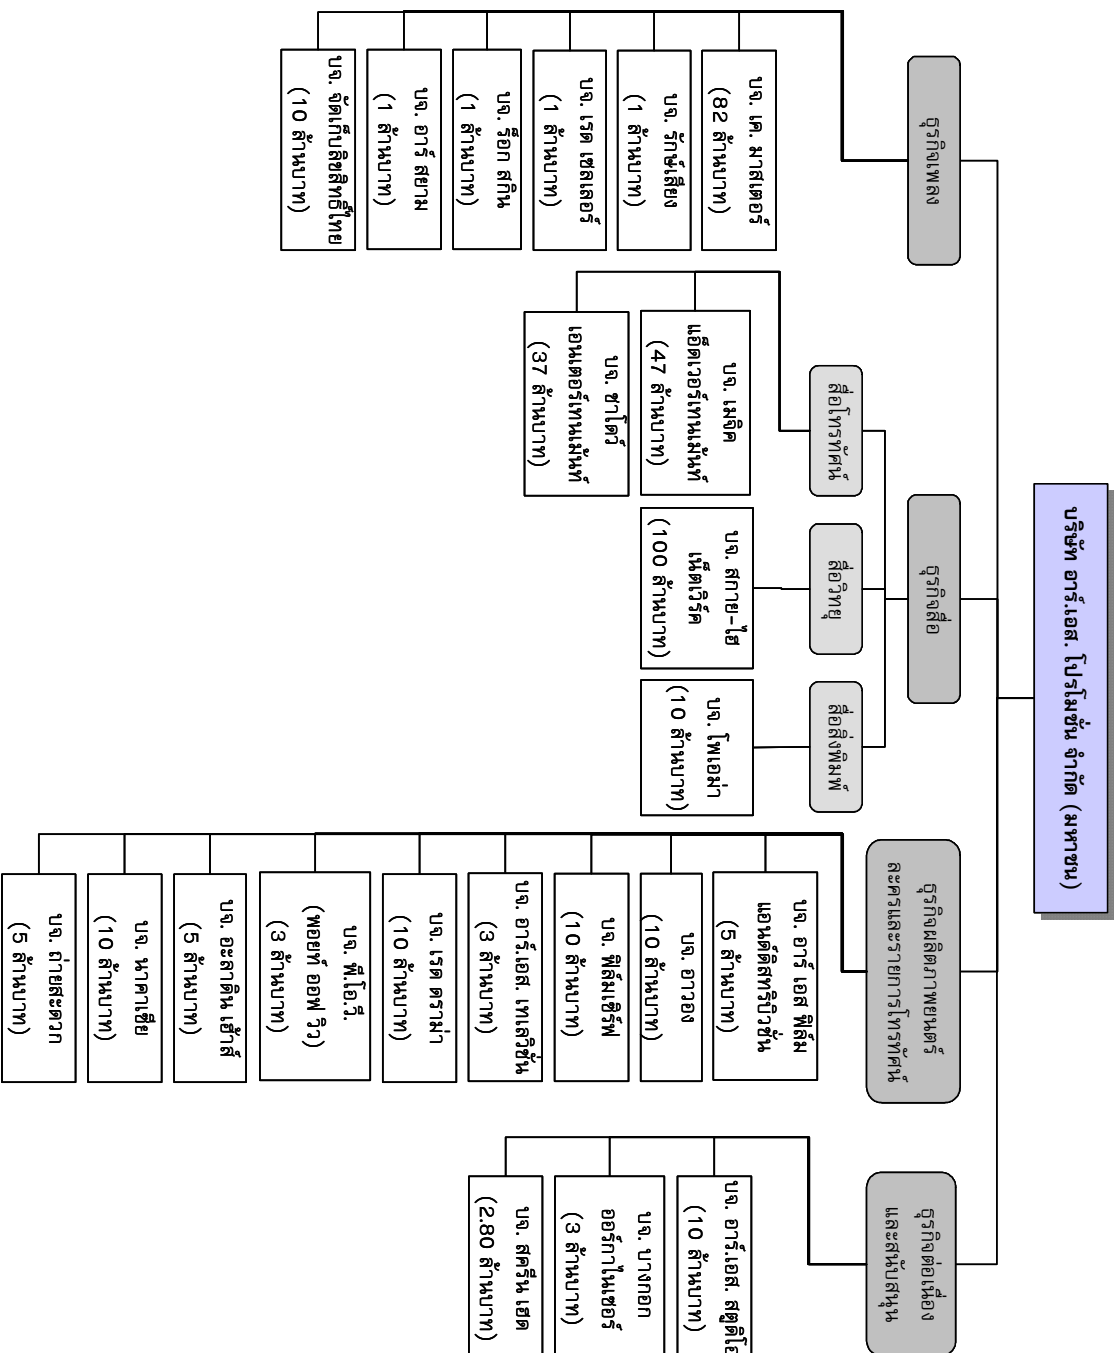 บริษัท อาร์.เอส. โปรโมชั่น จำกัด (มหาชน)
ธุรกิจเพลง
บจ. เค. มาสเตอร์
(82 ล้านบาท)
บจ. รักษ์เสียง
(1 ล้านบาท)
บจ. เรด เซลเลอร์
(1 ล้านบาท)
บจ. ร็อก สกิน
(1 ล้านบาท)
บจ. อาร์ สยาม
(1 ล้านบาท)
บจ. จัดเก็บลิขสิทธิ์ไทย
(10 ล้านบาท)
ธุรกิจสื่อ
สื่อโทรทัศน์
บจ. เมจิค
แอ็ดเวอร์เทนเม้นท์
(47 ล้านบาท)
บจ. ชาโดว์
เอนเตอร์เทนเม้นท์
(37 ล้านบาท)
สื่อวิทยุ
บจ. สกาย-ไฮ
เน็ตเวิร์ค
(100 ล้านบาท)
สื่อสิ่งพิมพ์
บจ. โพเอม่า
(10 ล้านบาท)
ธุรกิจผลิตภาพยนตร์
ละครและรายการโทรทัศน์
บจ. อาร์ เอส ฟิล์ม
แอนด์ดิสทริบิวชั่น
(5 ล้านบาท)
บจ. อาวอง
(10 ล้านบาท)
บจ. ฟิล์มเชิร์ฟ
(10 ล้านบาท)
บจ. อาร์.เอส. เทเลวิชั่น
(3 ล้านบาท)
บจ. เรด ดราม่า
(10 ล้านบาท)
บจ. พี.โอ.วี.
(พอยท์ ออฟ วิว)
(3 ล้านบาท)
บจ. อะลาดิน เฮ้าส์
(5 ล้านบาท)
บจ. นาคาเซีย
(10 ล้านบาท)
บจ. ถ่ายสะดวก
(5 ล้านบาท)
ธุรกิจต่อเนื่อง
และสนับสนุน
บจ. อาร์.เอส. สตูดิโอ
(10 ล้านบาท)
บจ. บางกอก
ออร์กาไนเซอร์
(3 ล้านบาท)
บจ. สครีน เฮด
(2.80 ล้านบาท)